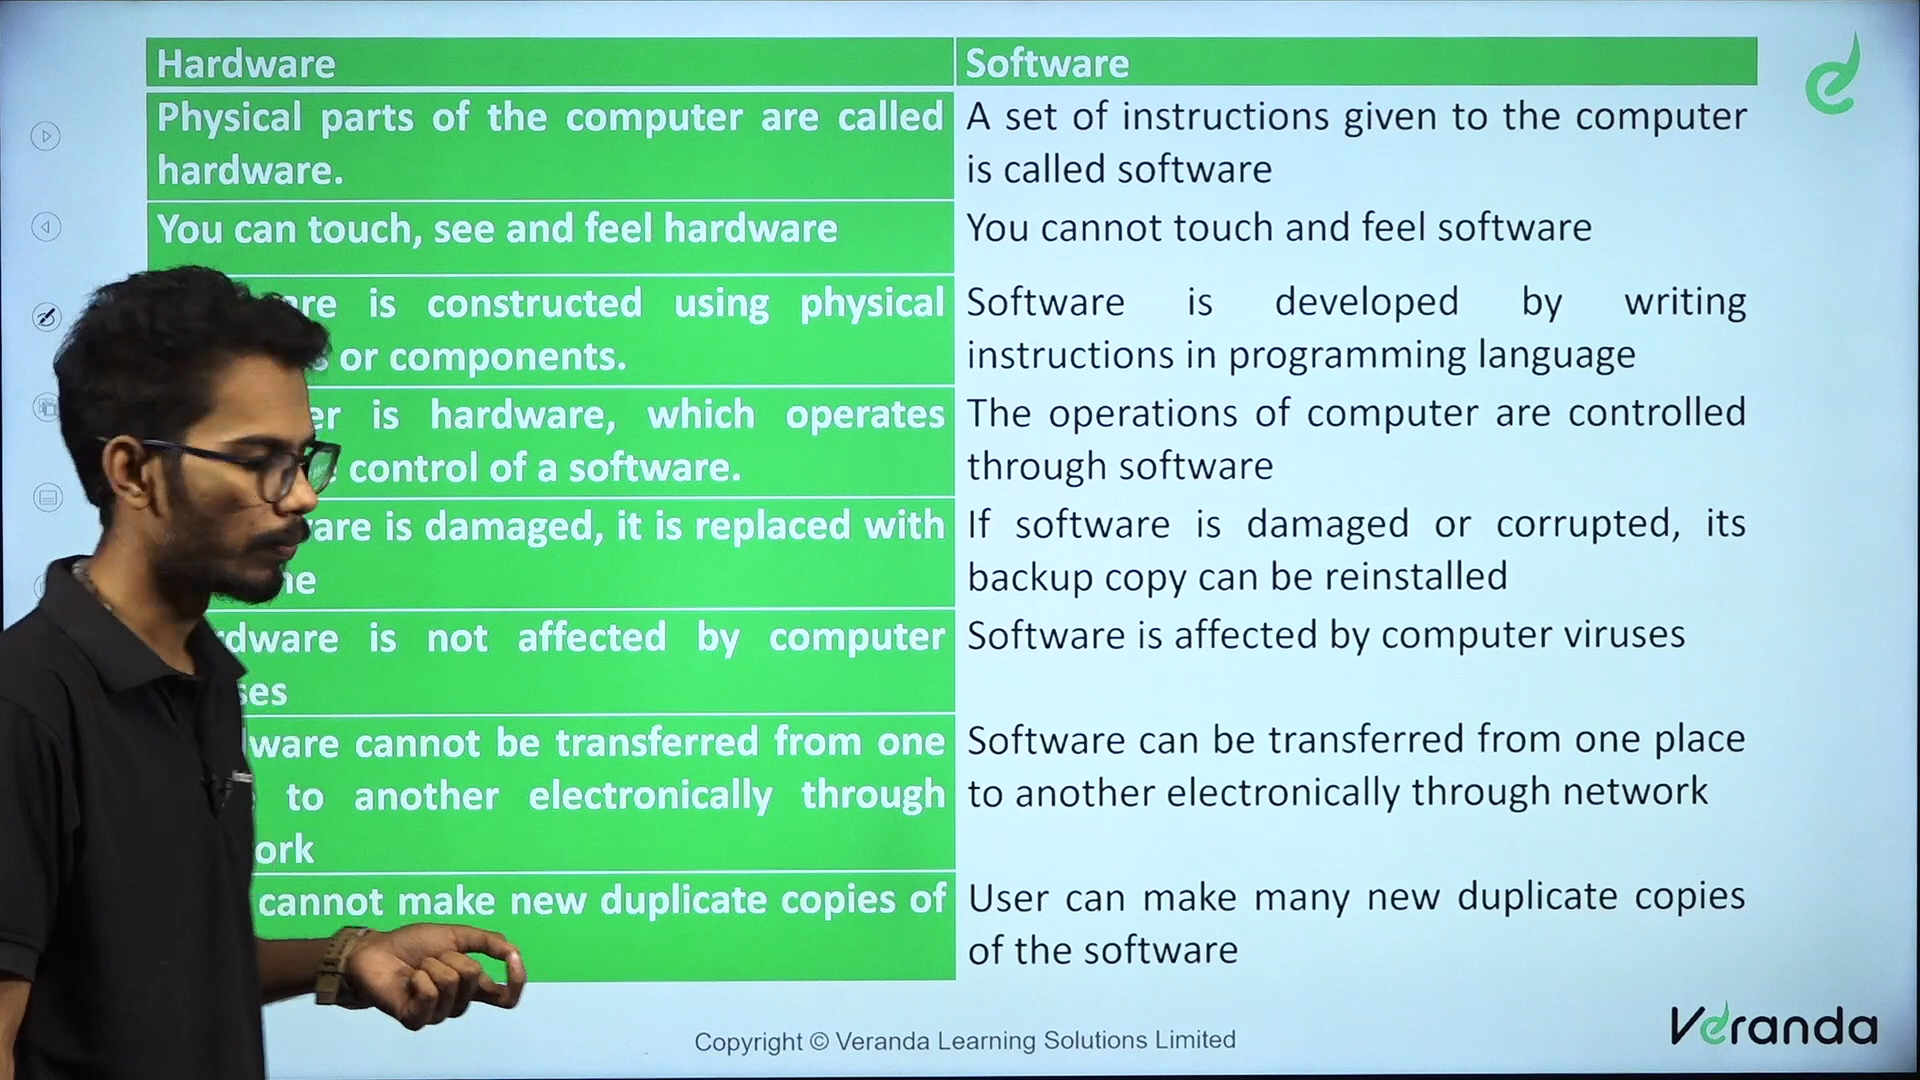 Hardware
Software
Physical parts of the computer are called
hardware.
A set of instructions given to the computer
is called software
You can touch, see and feel hardware
You cannot touch and feel software
is constructed using physical
or components.
Software is developed by writing
instructions in programming language
is hardware, which operates
control of a software.
The operations of computer are controlled
through software
is damaged, it is replaced with
If software is damaged or corrupted, its
backup copy can be reinstalled
is not affected by computer
Software is affected by computer viruses
cannot be transferred from one
to another electronically through
Software can be transferred from one place
to another electronically through network
cannot make new duplicate copies of
User can make many new duplicate copies
of the software
Veranda
Copyright © Veranda Learning Solutions Limited